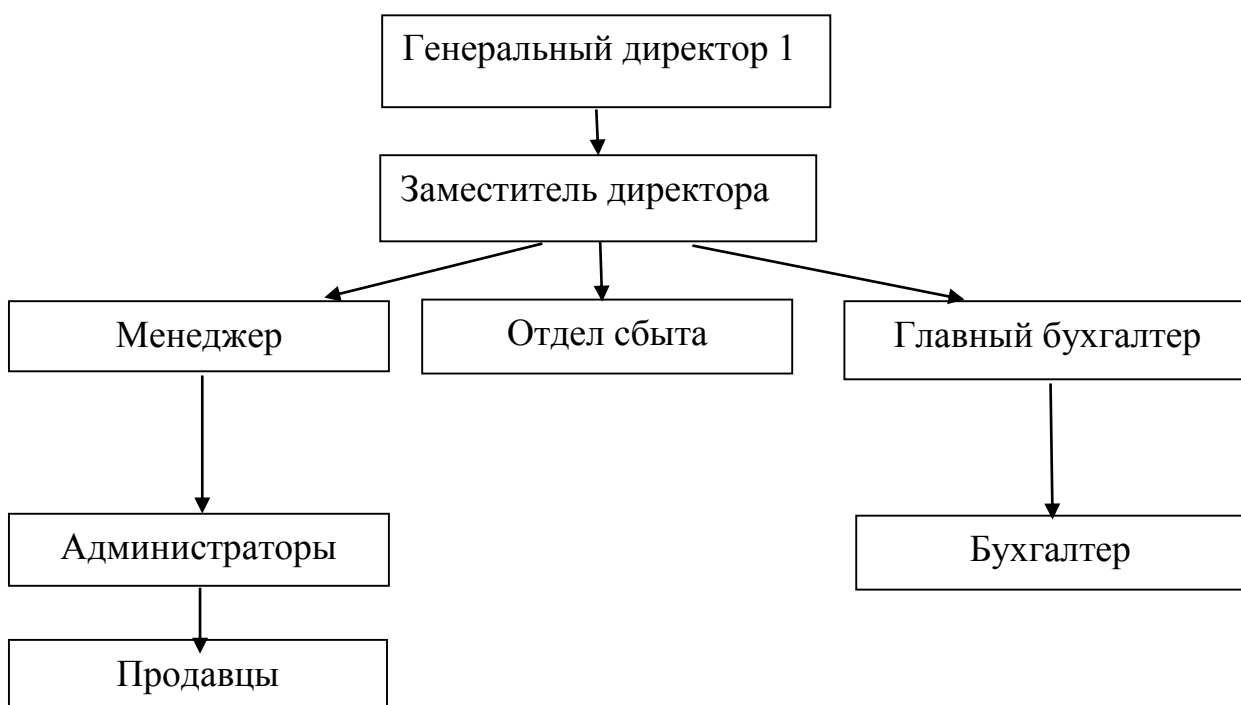 Генеральный директор 1
Заместитель директора
Менеджер
Отдел сбыта
Главный бухгалтер
Администраторы
Бухгалтер
Продавцы